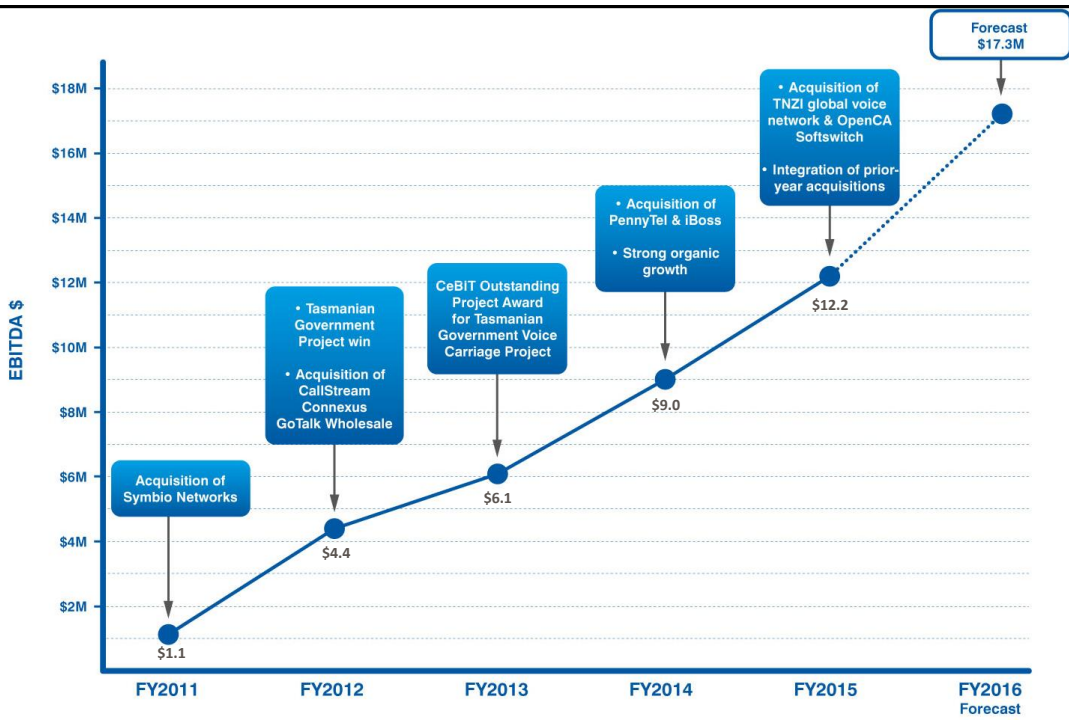 Forecast
$17.3M
$18M
$16M
$14M
$12M
$10M
$8M
$6M
$4M
$2M
EBITDA $
Acquisition of
Symbio Networks
• Tasmanian
Government
Project win
• Acquisition of
CallStream
Connexus
GoTalk Wholesale
CeBIT Outstanding
Project Award
for Tasmanian
Government Voice
Carriage Project
• Acquisition of
PennyTel & iBoss
• Strong organic
growth
• Acquisition of
TNZI global voice
network & OpenCA
Softswitch
• Integration of prior-
year acquisitions
$1.1
$4.4
$6.1
$9.0
$12.2
FY2011
FY2012
FY2013
FY2014
FY2015
FY2016
Forecast